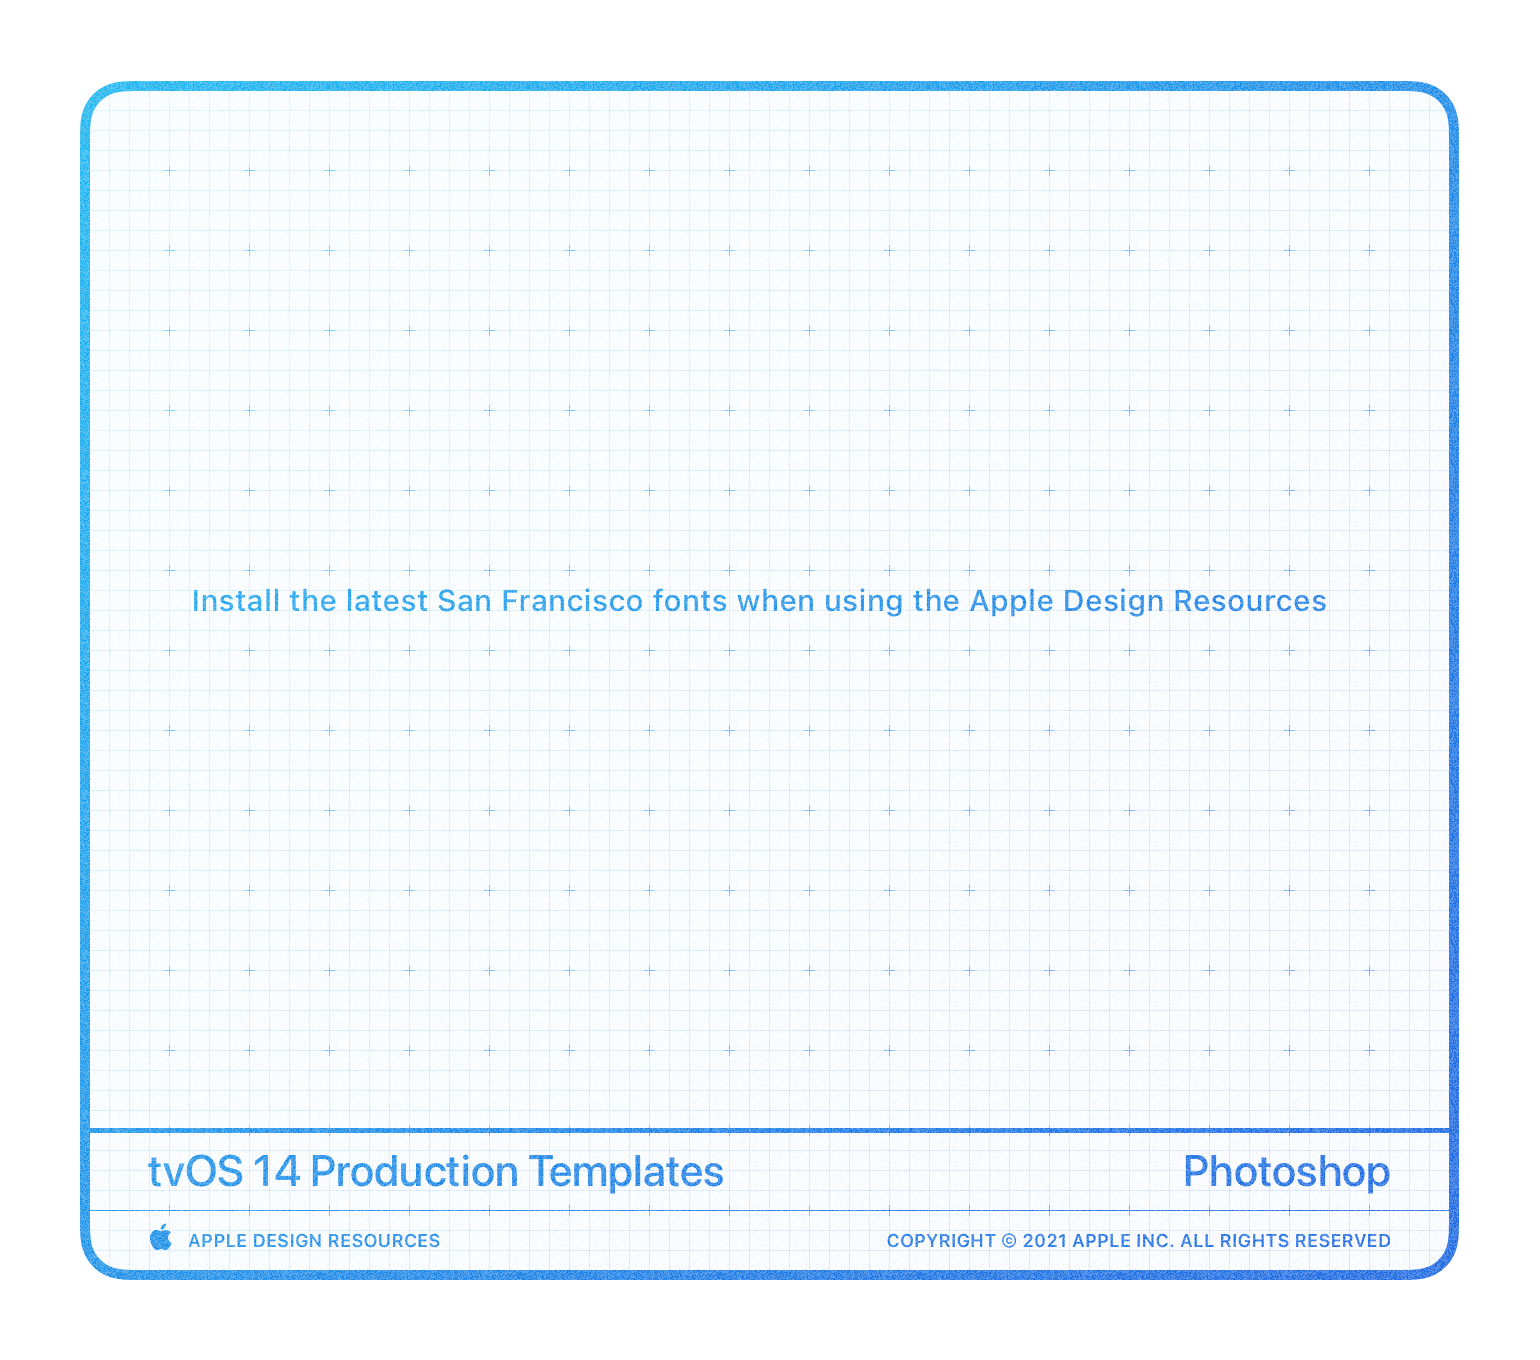 Install the latest San Francisco fonts when using the Apple Design Resources
tvOS 14 Production Templates
Photoshop
APPLE DESIGN RESOURCES
COPYRIGHT © 2021 APPLE INC. ALL RIGHTS RESERVED